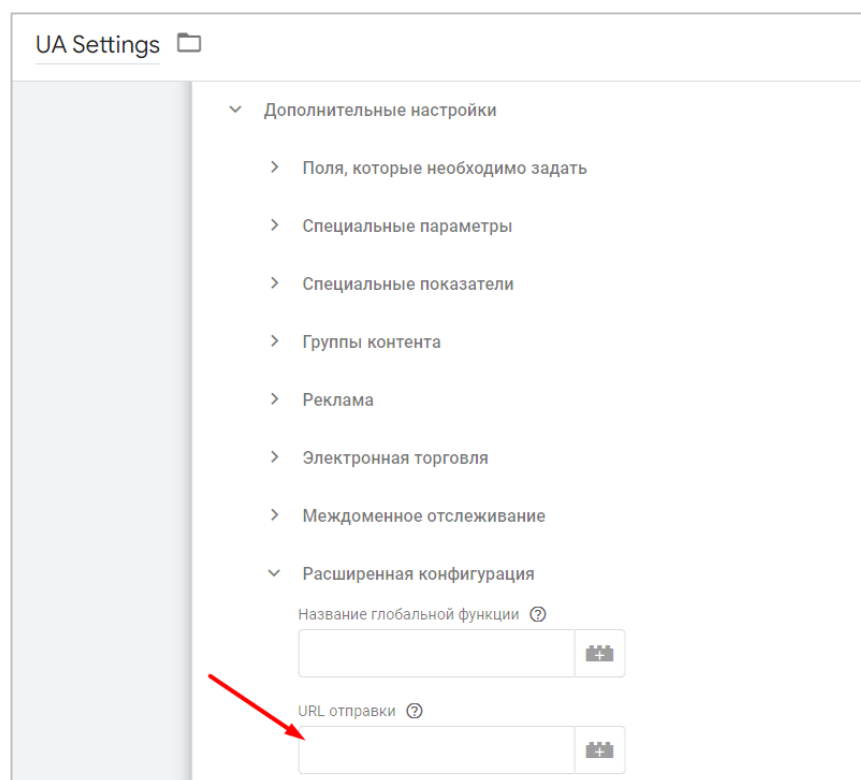 UA Settings
Дополнительные настройки
Поля, которые необходимо задать
Специальные параметры
Специальные показатели
Группы контента
Реклама
Электронная торговля
Междоменное отслеживание
Расширенная конфигурация
Название глобальной функции
URL отправки